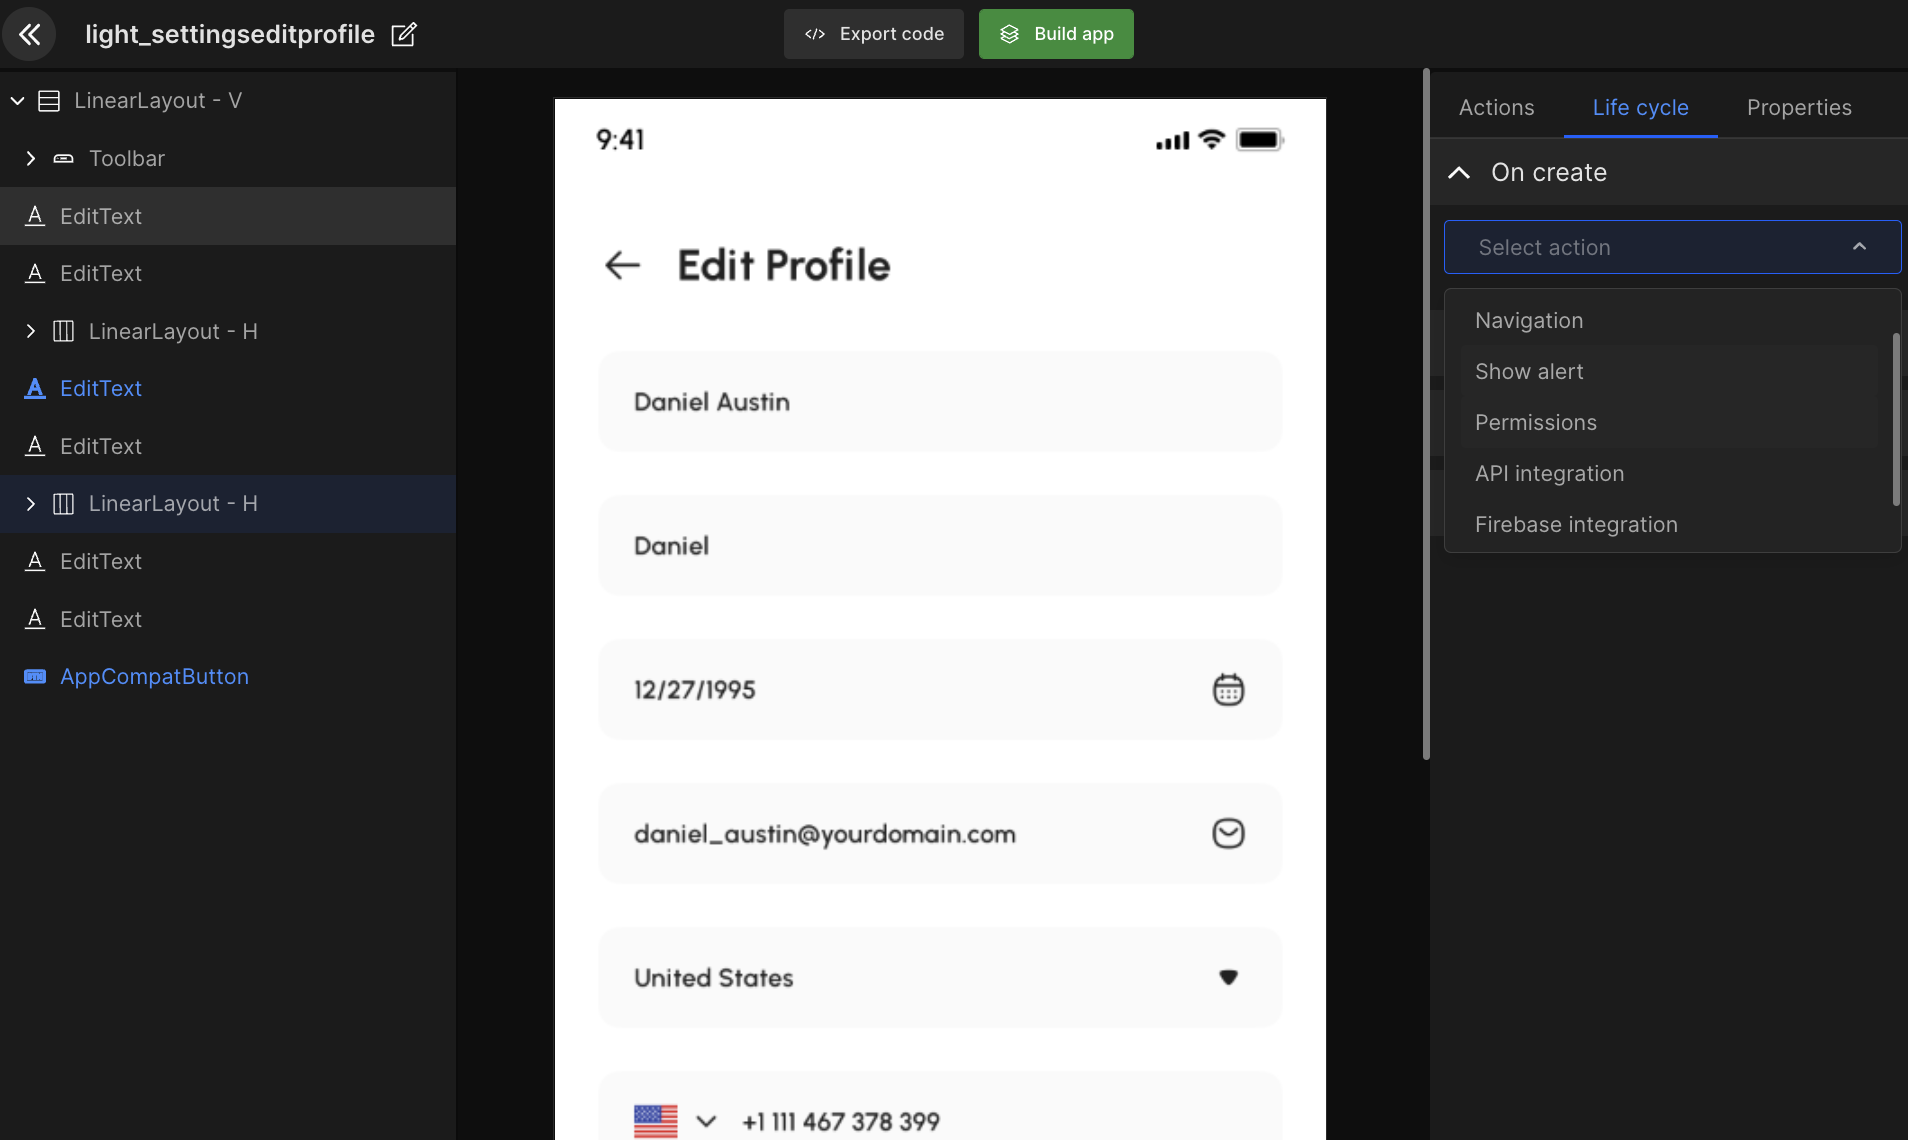 light_settingseditprofile
</> Export code
Build app
LinearLayout - V
Toolbar
A EditText
A EditText
LinearLayout - H
A EditText
A EditText
LinearLayout - H
A EditText
A EditText
BTN AppCompatButton
9:41
Edit Profile
Daniel Austin
Daniel
12/27/1995
daniel_austin@yourdomain.com
United States
+1 111 467 378 399
Actions
Life cycle
Properties
On create
Select action
Navigation
Show alert
Permissions
API integration
Firebase integration